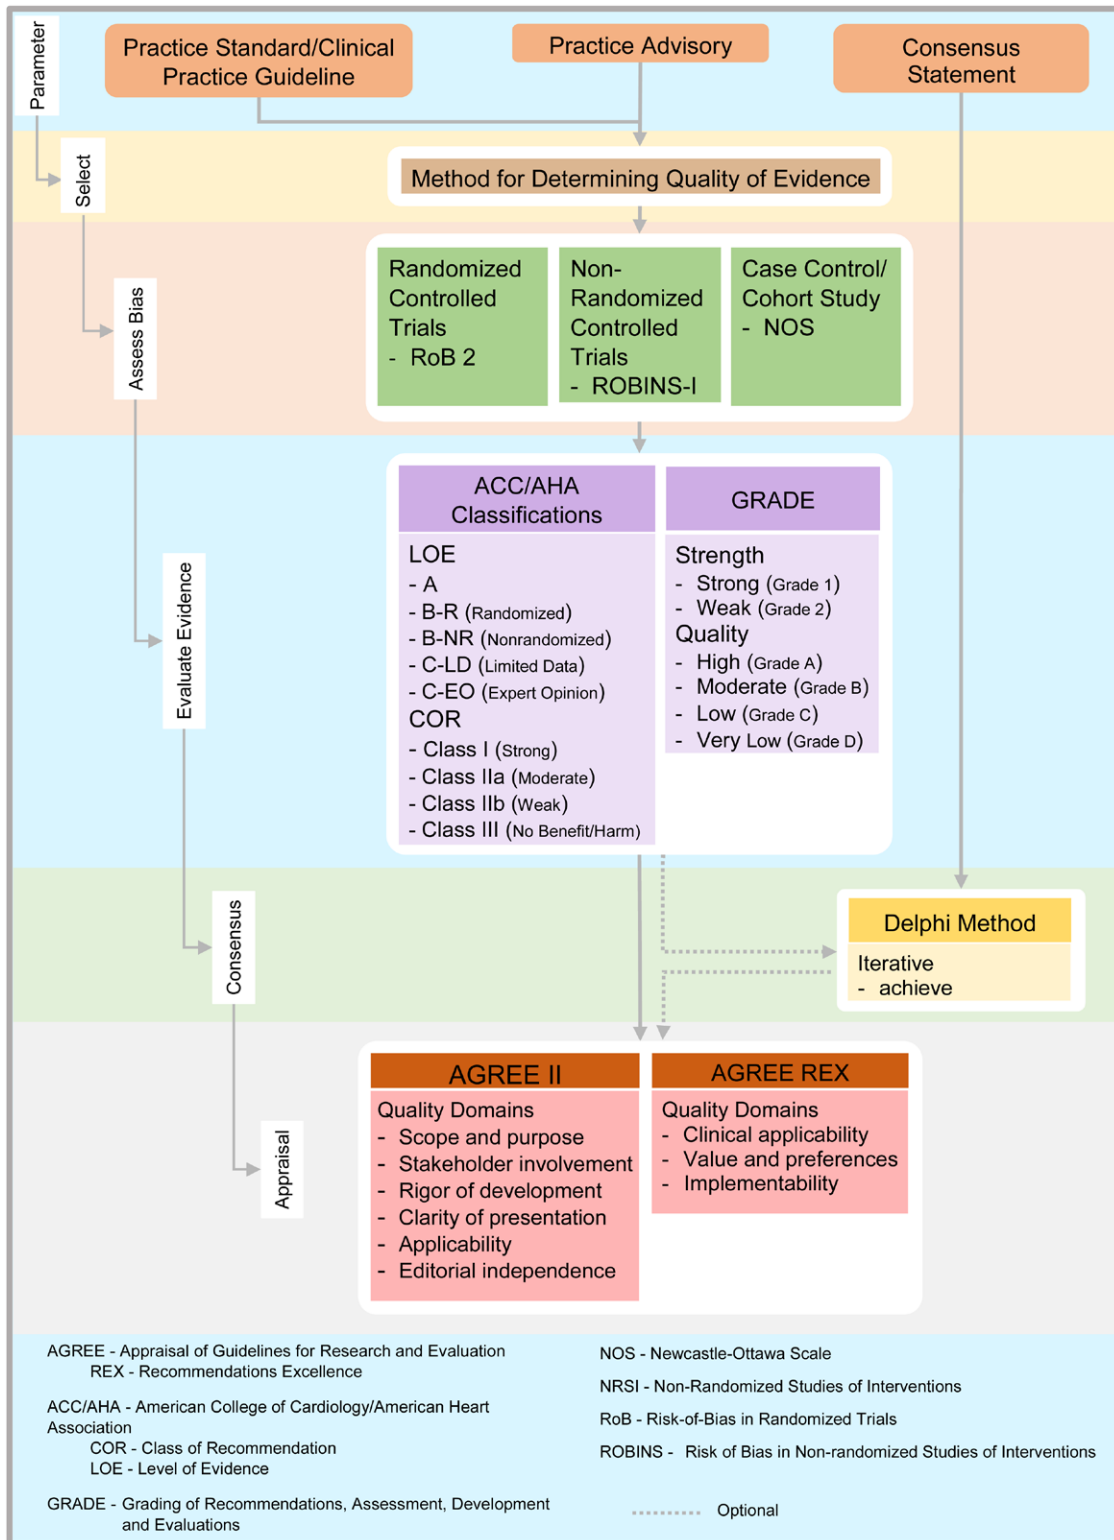 Parameter
Practice Standard/Clinical
Practice Guideline
Practice Advisory
Consensus
Statement
Select
Method for Determining Quality of Evidence
Assess Bias
Randomized
Controlled
Trials
- RoB 2
Non-
Randomized
Controlled
Trials
- ROBINS-I
Case Control/
Cohort Study
- NOS
Evaluate Evidence
ACC/AHA
Classifications
LOE
- A
- B-R (Randomized)
- B-NR (Nonrandomized)
- C-LD (Limited Data)
- C-EO (Expert Opinion)
COR
- Class I (Strong)
- Class IIa (Moderate)
- Class IIb (Weak)
- Class III (No Benefit/Harm)
GRADE
Strength
- Strong (Grade 1)
- Weak (Grade 2)
Quality
- High (Grade A)
- Moderate (Grade B)
- Low (Grade C)
- Very Low (Grade D)
Consensus
Delphi Method
Iterative
- achieve
Appraisal
AGREE II
Quality Domains
- Scope and purpose
- Stakeholder involvement
- Rigor of development
- Clarity of presentation
- Applicability
- Editorial independence
AGREE REX
Quality Domains
- Clinical applicability
- Value and preferences
- Implementability
AGREE - Appraisal of Guidelines for Research and Evaluation
REX - Recommendations Excellence
ACC/AHA - American College of Cardiology/American Heart
Association
COR - Class of Recommendation
LOE - Level of Evidence
GRADE - Grading of Recommendations, Assessment, Development
and Evaluations
NOS - Newcastle-Ottawa Scale
NRSI - Non-Randomized Studies of Interventions
RoB - Risk-of-Bias in Randomized Trials
ROBINS - Risk of Bias in Non-randomized Studies of Interventions
Optional